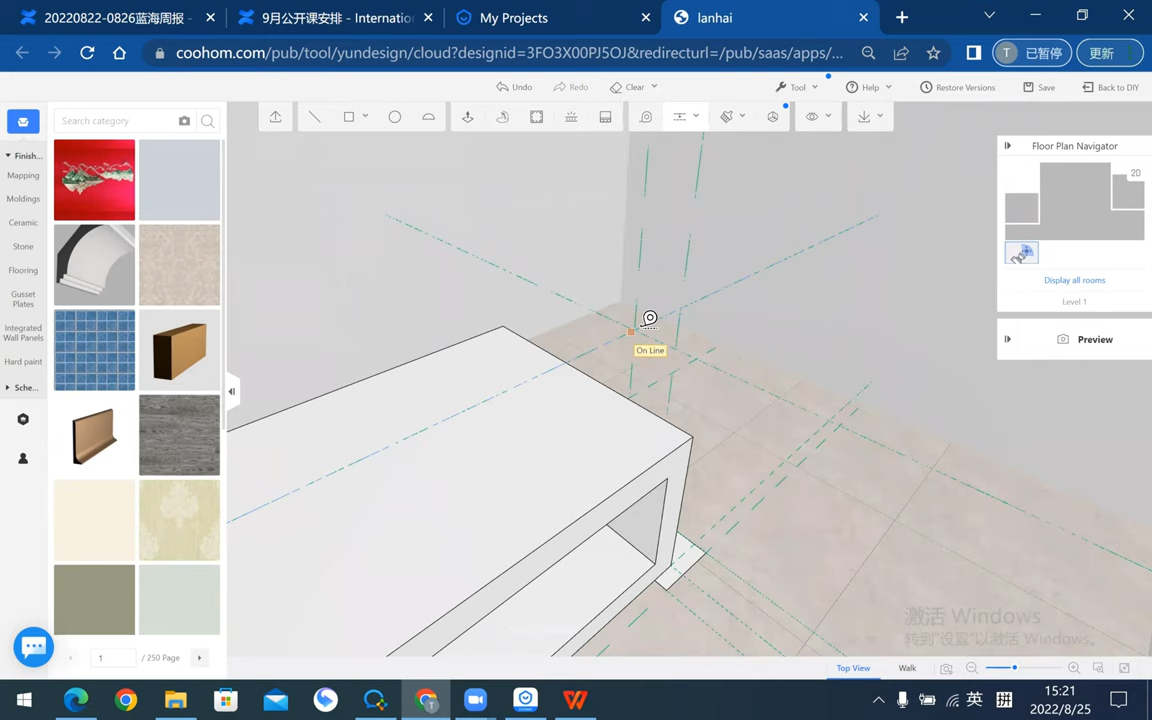 20220822-0826蓝海周报 -
9月公开课安排 - Internatio
My Projects
lanhai
coohom.com/pub/tool/yundesign/cloud?designid=3FO3X00PJ5OJ&redirecturl=/pub/saas/apps/...
T 已暂停
更新
Undo
Redo
Clear
Tool
Help
Restore Versions
Save
Back to DIY
Search category
Finish...
Mapping
Moldings
Ceramic
Stone
Flooring
Gusset
Plates
Integrated
Wall Panels
Hard paint
Sche...
On Line
Floor Plan Navigator
2D
Display all rooms
Level 1
Preview
激活 Windows
转到"设置"以激活 Windows。
1
/ 250 Page
Top View
Walk
英
拼
15:21
2022/8/25